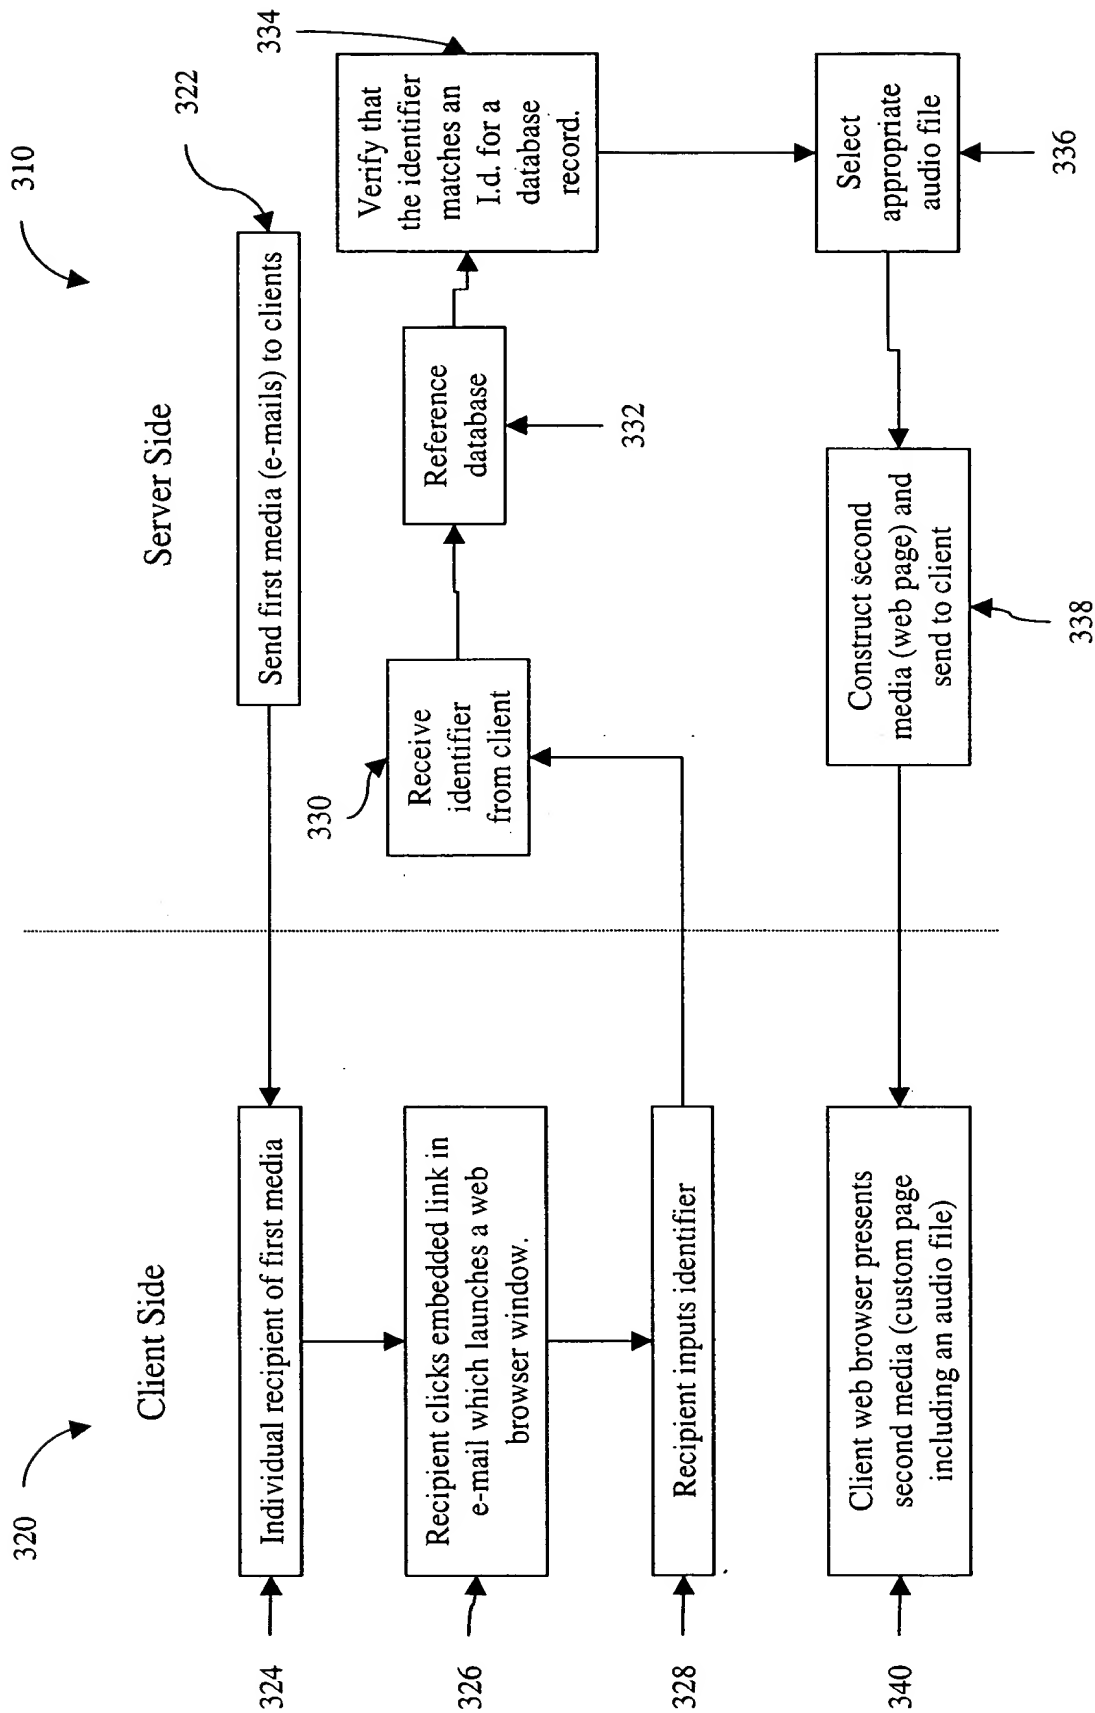 320
310
Client Side
Server Side
322
Send first media (e-mails) to clients
324
Individual recipient of first media
326
Recipient clicks embedded link in
e-mail which launches a web
browser window.
328
Recipient inputs identifier
330
Receive
identifier
from client
Reference
database
332
334
Verify that
the identifier
matches an
I.d. for a
database
record.
Select
appropriate
audio file
336
Construct second
media (web page) and
send to client
338
340
Client web browser presents
second media (custom page
including an audio file)